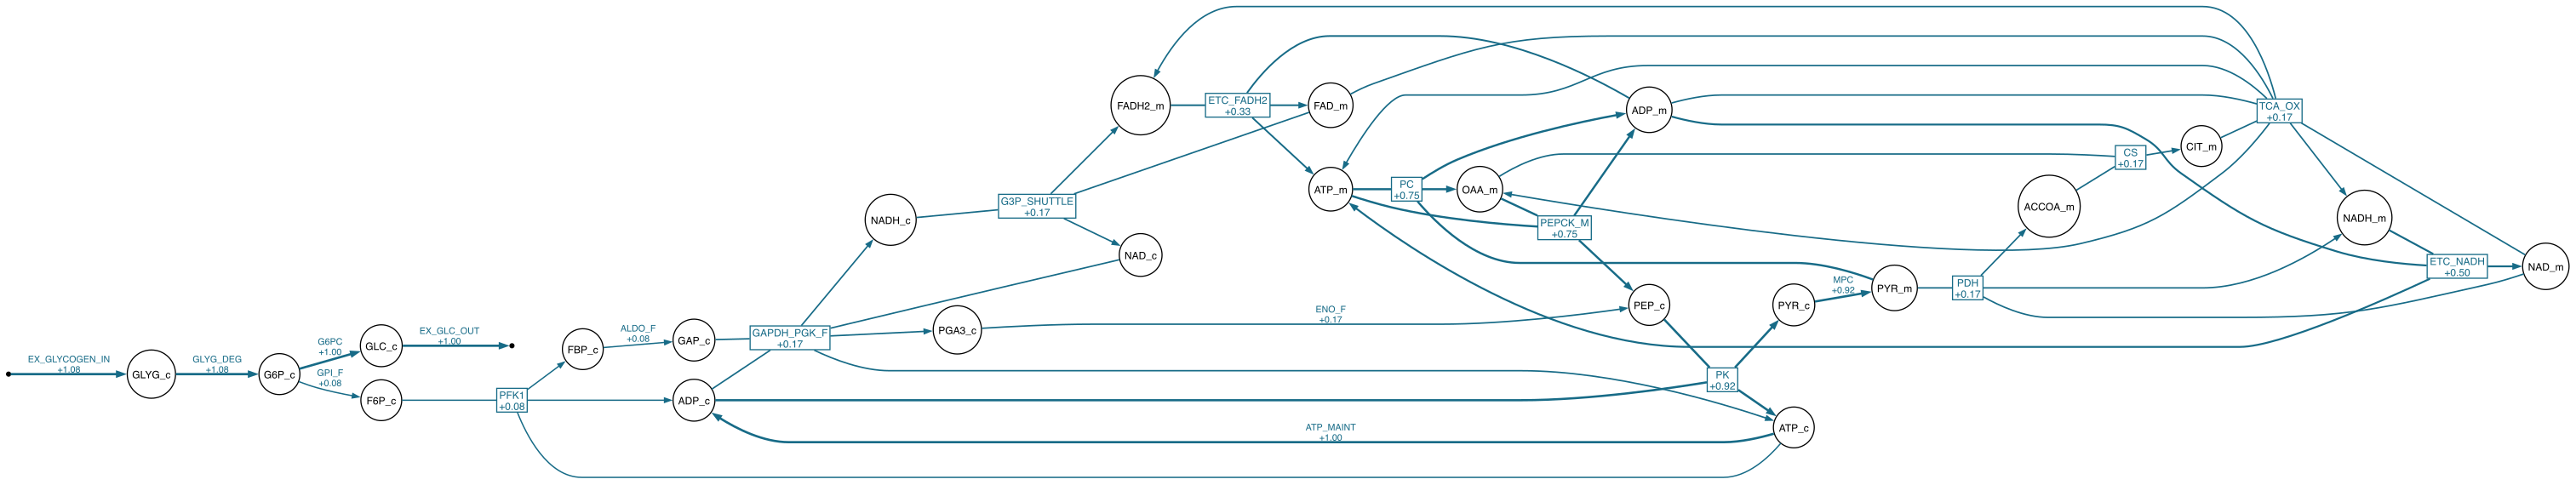 EX_GLYCOGEN_IN
+1.08
GLYG_c
GLYG_DEG
+1.08
G6P_c
G6PC
+1.00
GPI_F
+0.08
GLC_c
F6P_c
EX_GLC_OUT
+1.00
PFK1
+0.08
FBP_c
ALDO_F
+0.08
GAP_c
ADP_c
GAPDH_PGK_F
+0.17
NADH_c
PGA3_c
G3P_SHUTTLE
+0.17
FADH2_m
NAD_c
ETC_FADH2
+0.33
FAD_m
ATP_m
ENO_F
+0.17
ATP_MAINT
+1.00
PC
+0.75
OAA_m
PEPCK_M
+0.75
ADP_m
PEP_c
PK
+0.92
PYR_c
ATP_c
MPC
+0.92
PYR_m
PDH
+0.17
ACCOA_m
CS
+0.17
CIT_m
TCA_OX
+0.17
NADH_m
ETC_NADH
+0.50
NAD_m